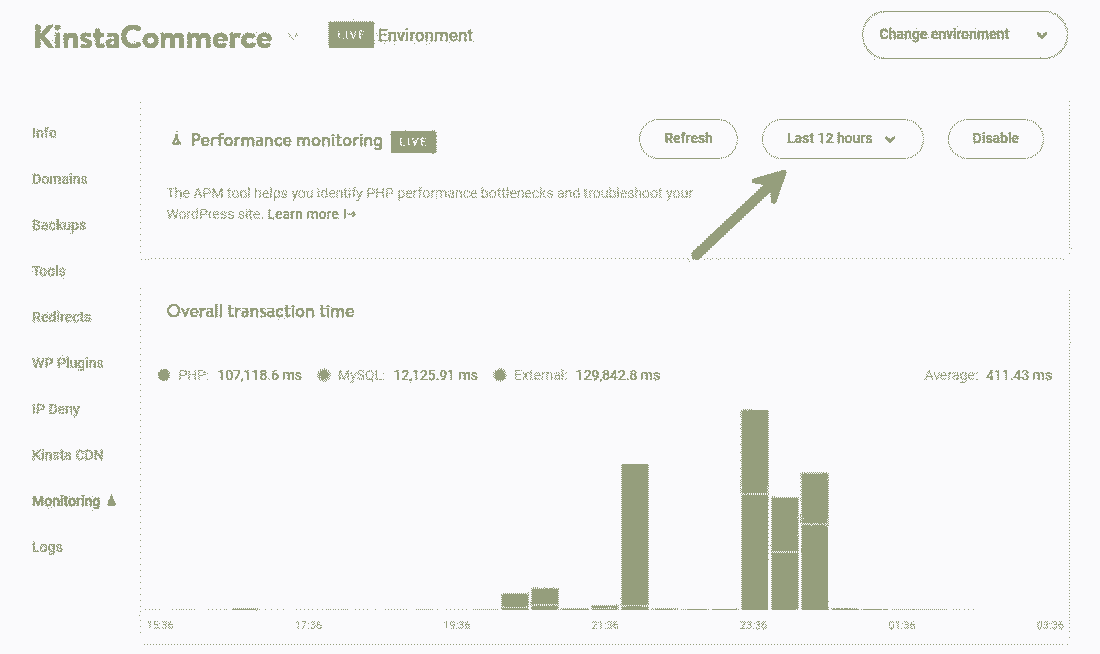 KinstaCommerce LIVE Environment Change environment
Info
Domains
Backups
Tools
Redirects
WP Plugins
IP Deny
Kinsta CDN
Monitoring
Logs
Performance monitoring LIVE Refresh Last 12 hours Disable
The APM tool helps you identify PHP performance bottlenecks and troubleshoot your
WordPress site. Learn more
Overall transaction time
PHP: 107,118.6 ms MySQL: 12,125.91 ms External: 129,842.8 ms Average: 411.43 ms
15:36 17:36 19:36 21:36 23:36 01:36 03:36